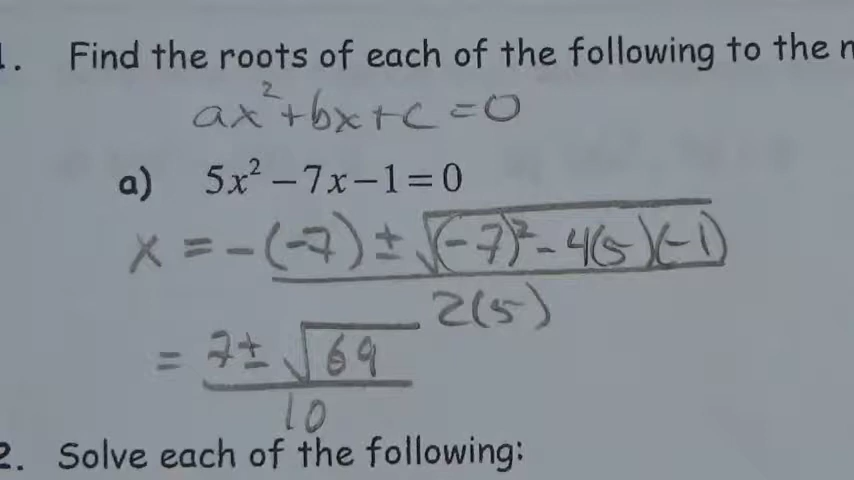 1. Find the roots of each of the following to the n
ax²+bx+c=0
a) 5x² – 7x – 1 = 0
x = -(-7) ± √(-7)² - 4(5)(-1)
2(5)
= 7 ± √69
10
2. Solve each of the following: